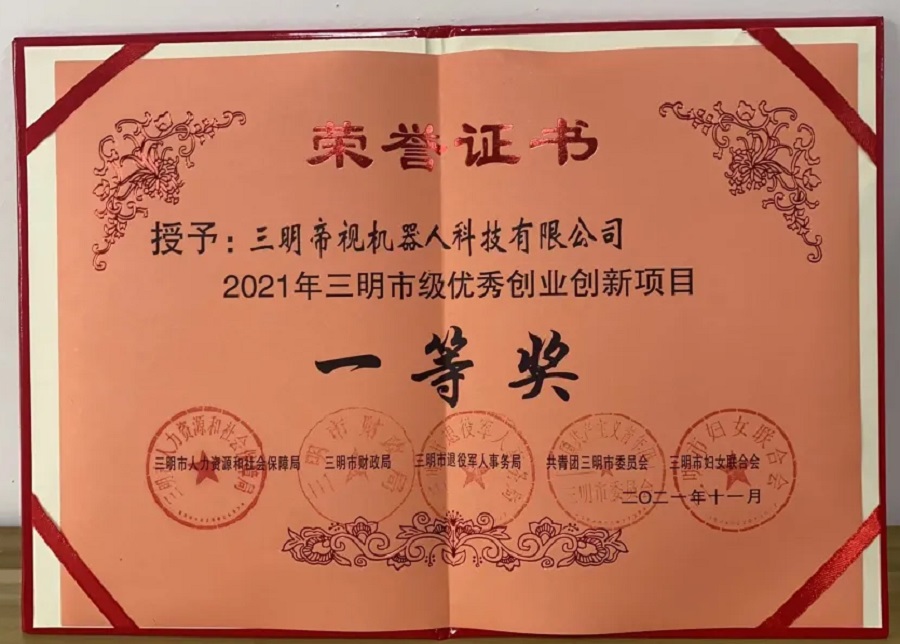 荣誉证书
授予：三明帝视机器人科技有限公司
2021年三明市级优秀创业创新项目
一等奖
三明市人力资源和社会保障局 三明市财政局 三明市退役军人事务局 共青团三明市委员会 三明市妇女联合会
二〇二一年十一月